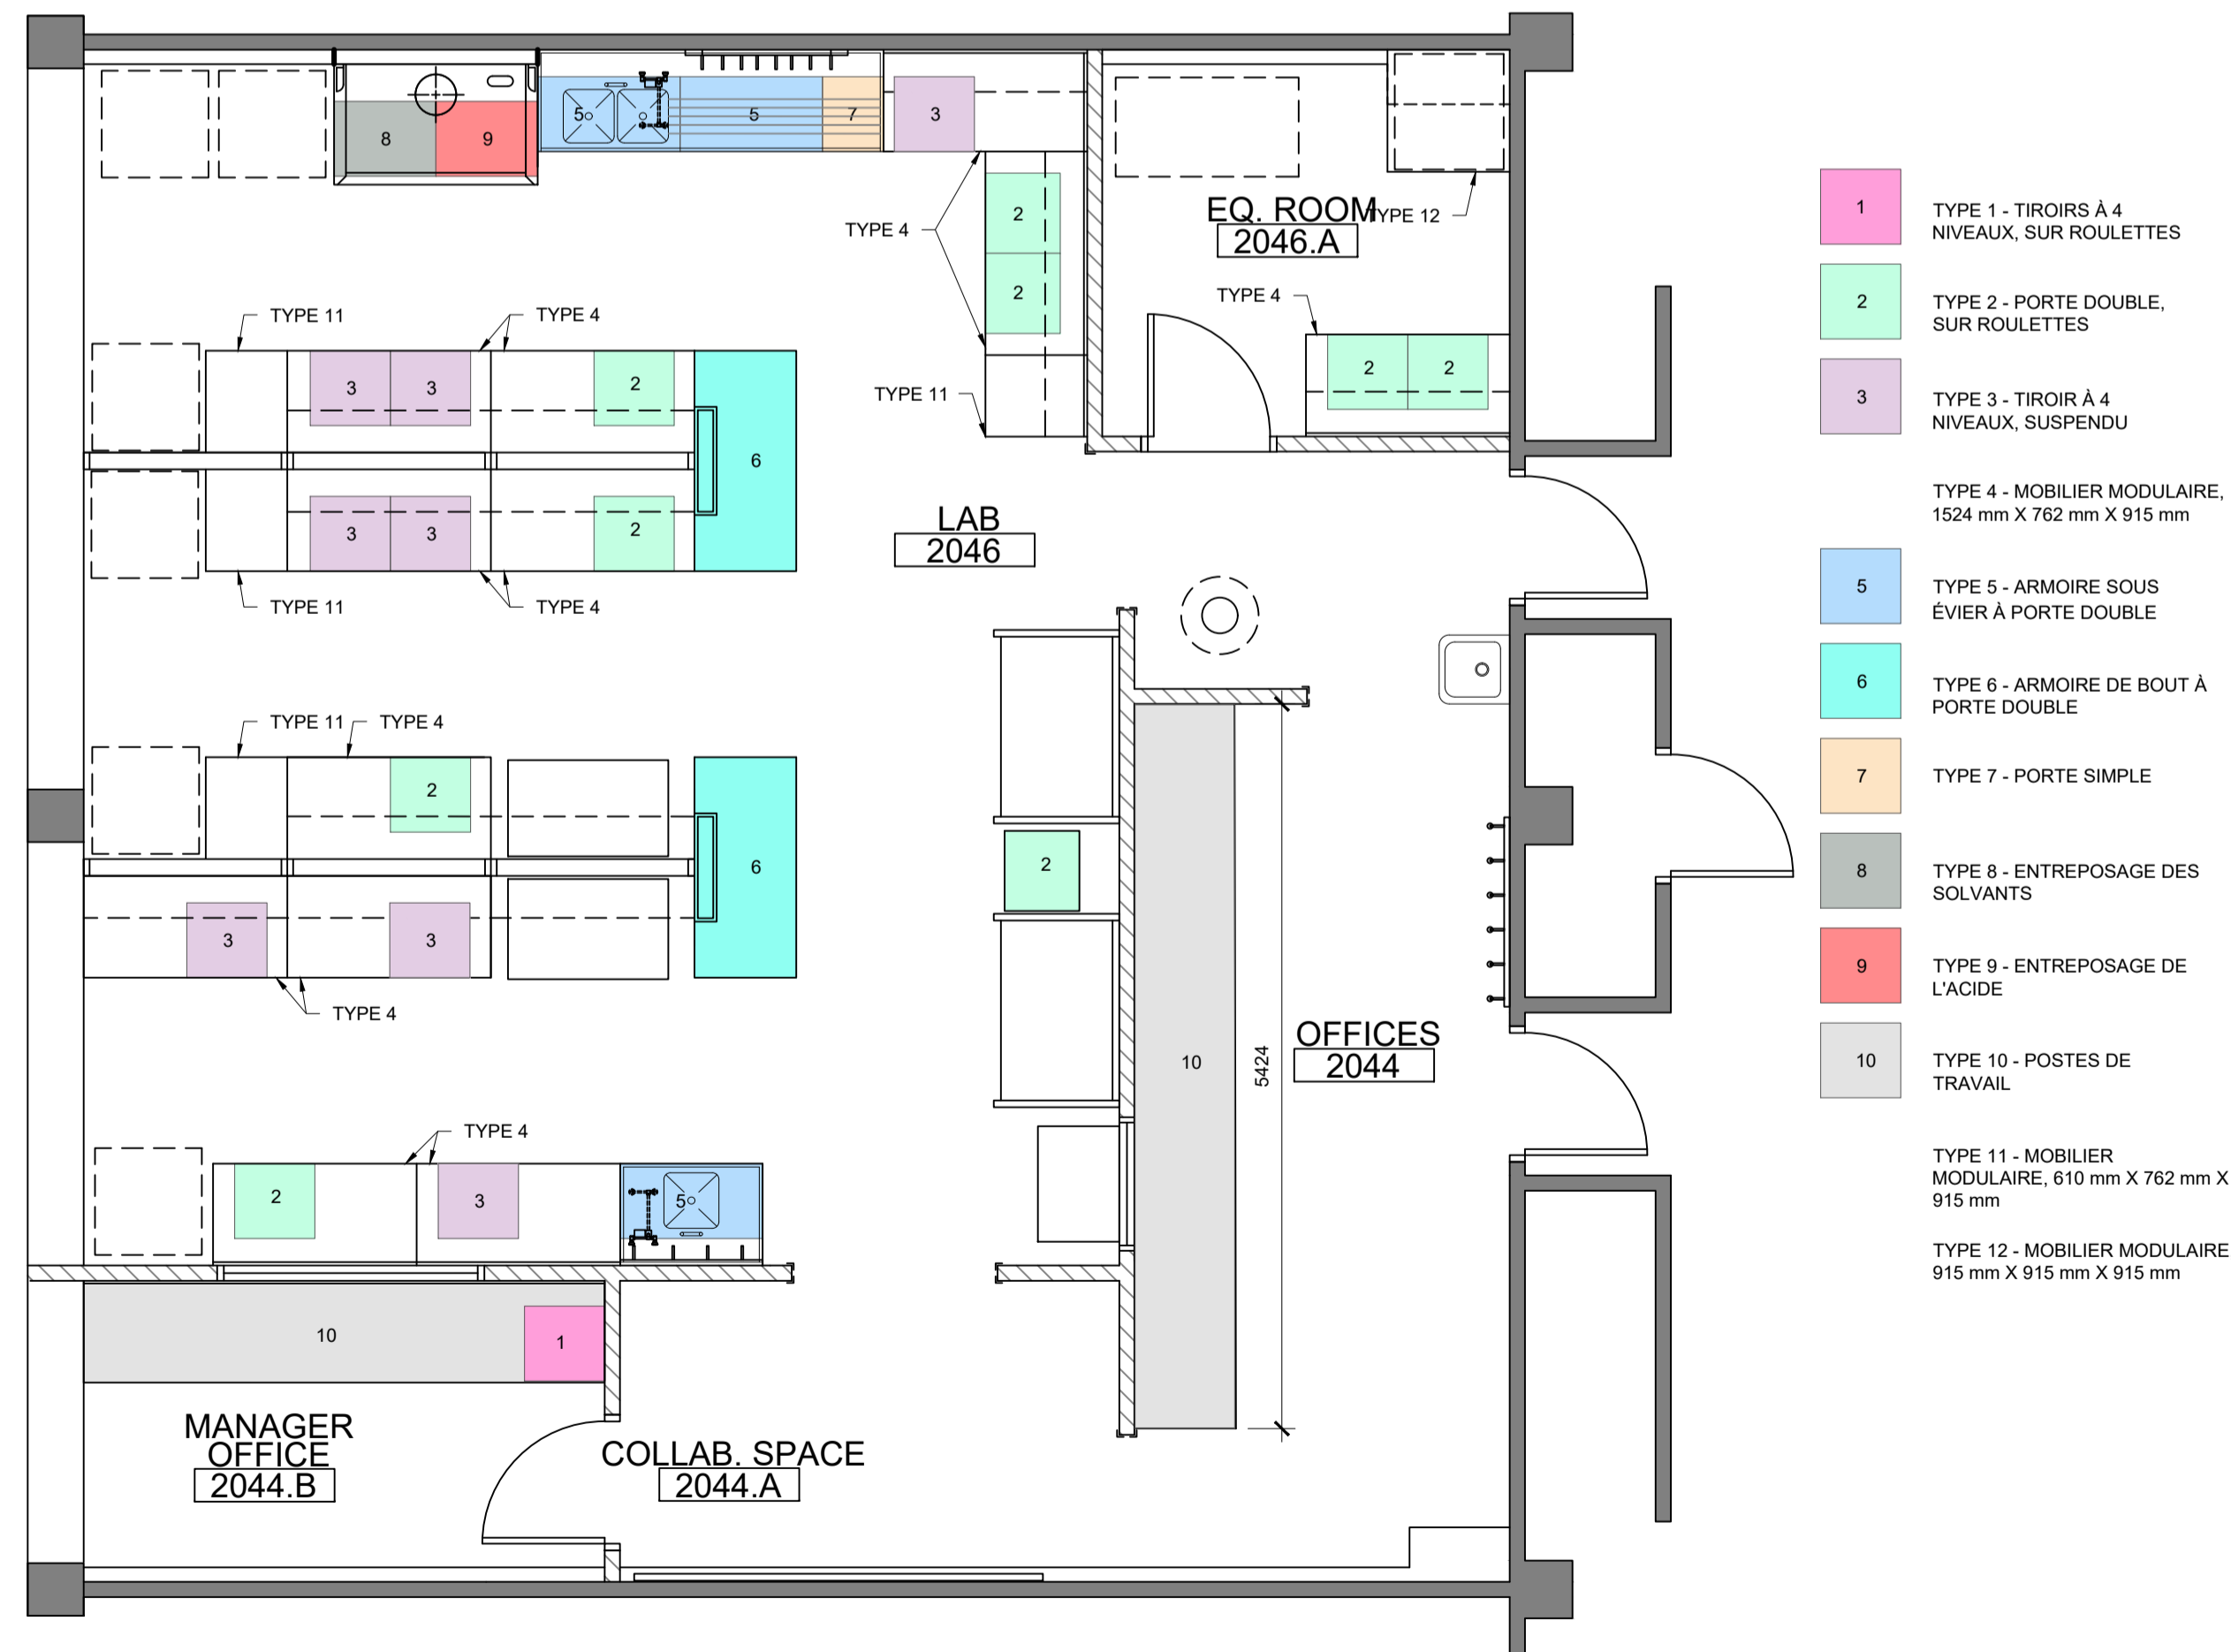 8
9
5
5
7
3
TYPE 4
2
2
EQ. ROOM
2046.A
TYPE 12
TYPE 4
2
2
TYPE 11
TYPE 11
TYPE 4
3
3
2
6
3
3
2
TYPE 11
TYPE 4
LAB
2046
TYPE 11
TYPE 4
2
6
3
3
TYPE 4
2
10
5424
OFFICES
2044
TYPE 4
2
3
5
10
1
MANAGER
OFFICE
2044.B
COLLAB. SPACE
2044.A
1
TYPE 1 - TIROIRS À 4
NIVEAUX, SUR ROULETTES
2
TYPE 2 - PORTE DOUBLE,
SUR ROULETTES
3
TYPE 3 - TIROIR À 4
NIVEAUX, SUSPENDU
TYPE 4 - MOBILIER MODULAIRE,
1524 mm X 762 mm X 915 mm
5
TYPE 5 - ARMOIRE SOUS
ÉVIER À PORTE DOUBLE
6
TYPE 6 - ARMOIRE DE BOUT À
PORTE DOUBLE
7
TYPE 7 - PORTE SIMPLE
8
TYPE 8 - ENTREPOSAGE DES
SOLVANTS
9
TYPE 9 - ENTREPOSAGE DE
L'ACIDE
10
TYPE 10 - POSTES DE
TRAVAIL
TYPE 11 - MOBILIER
MODULAIRE, 610 mm X 762 mm X
915 mm
TYPE 12 - MOBILIER MODULAIRE
915 mm X 915 mm X 915 mm